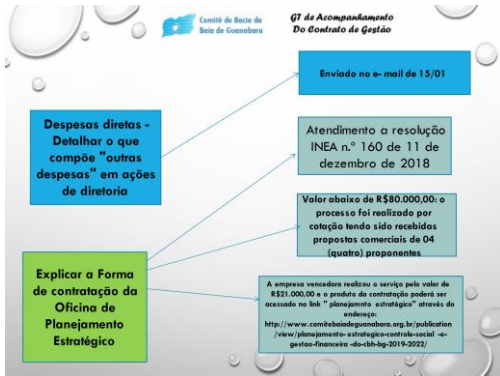 Comitê de Bacia da
Baía de Guanabara
GT de Acompanhamento
Do Contrato de Gestão
Enviado no e- mail de 15/01
Despesas diretas -
Detalhar o que
compõe "outras
despesas" em ações
de diretoria
Atendimento a resolução
INEA n.º 160 de 11 de
dezembro de 2018
Valor abaixo de R$80.000,00: o
processo foi realizado por
cotação tendo sido recebidas
propostas comerciais de 04
(quatro) proponentes
Explicar a Forma
de contratação da
Oficina de
Planejamento
Estratégico
A empresa vencedora realizou o serviço pelo valor de
R$21.000,00 e o produto da contratação poderá ser
acessado no link " planejamento estratégico" através do
endereço:
http://www.comitebaiadeguanabara.org.br/publication
/view/planejamento- estrategico-controle-social -e-
gestao-financeira -do-cbh-bg-2019-2022/